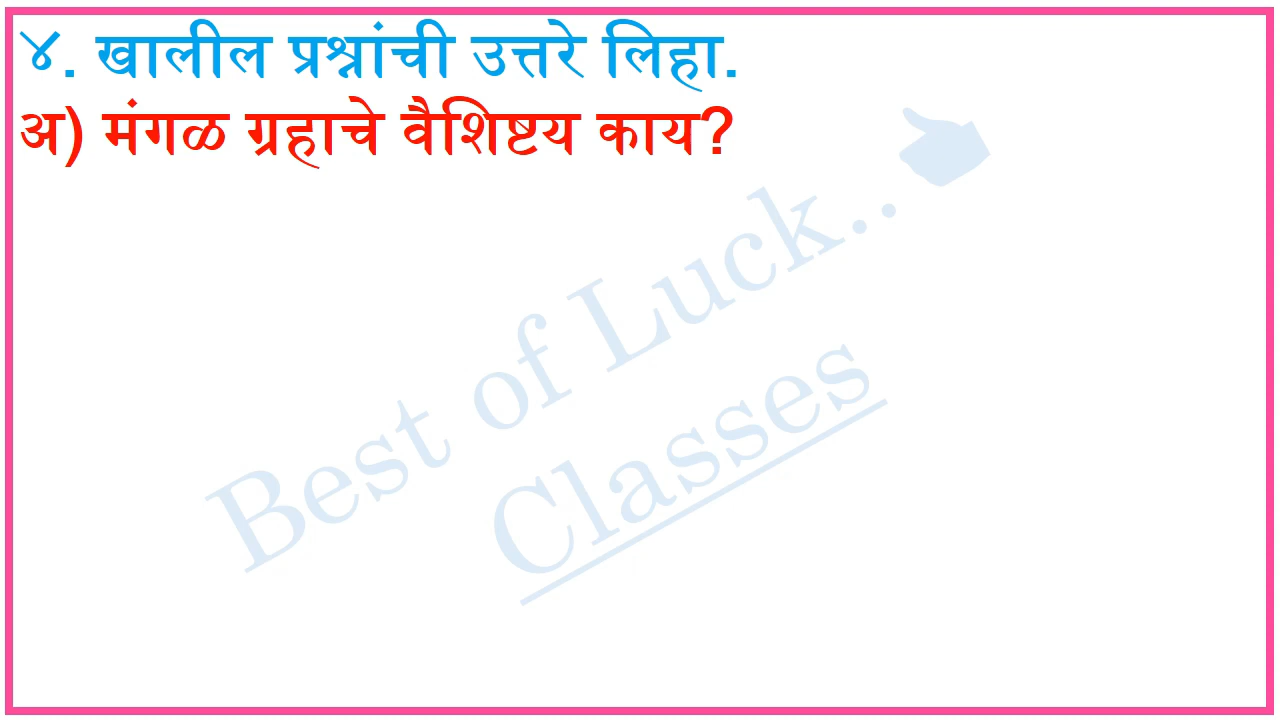 ४. खालील प्रश्नांची उत्तरे लिहा.
अ) मंगळ ग्रहाचे वैशिष्टय काय?
Best of Luck..
Classes